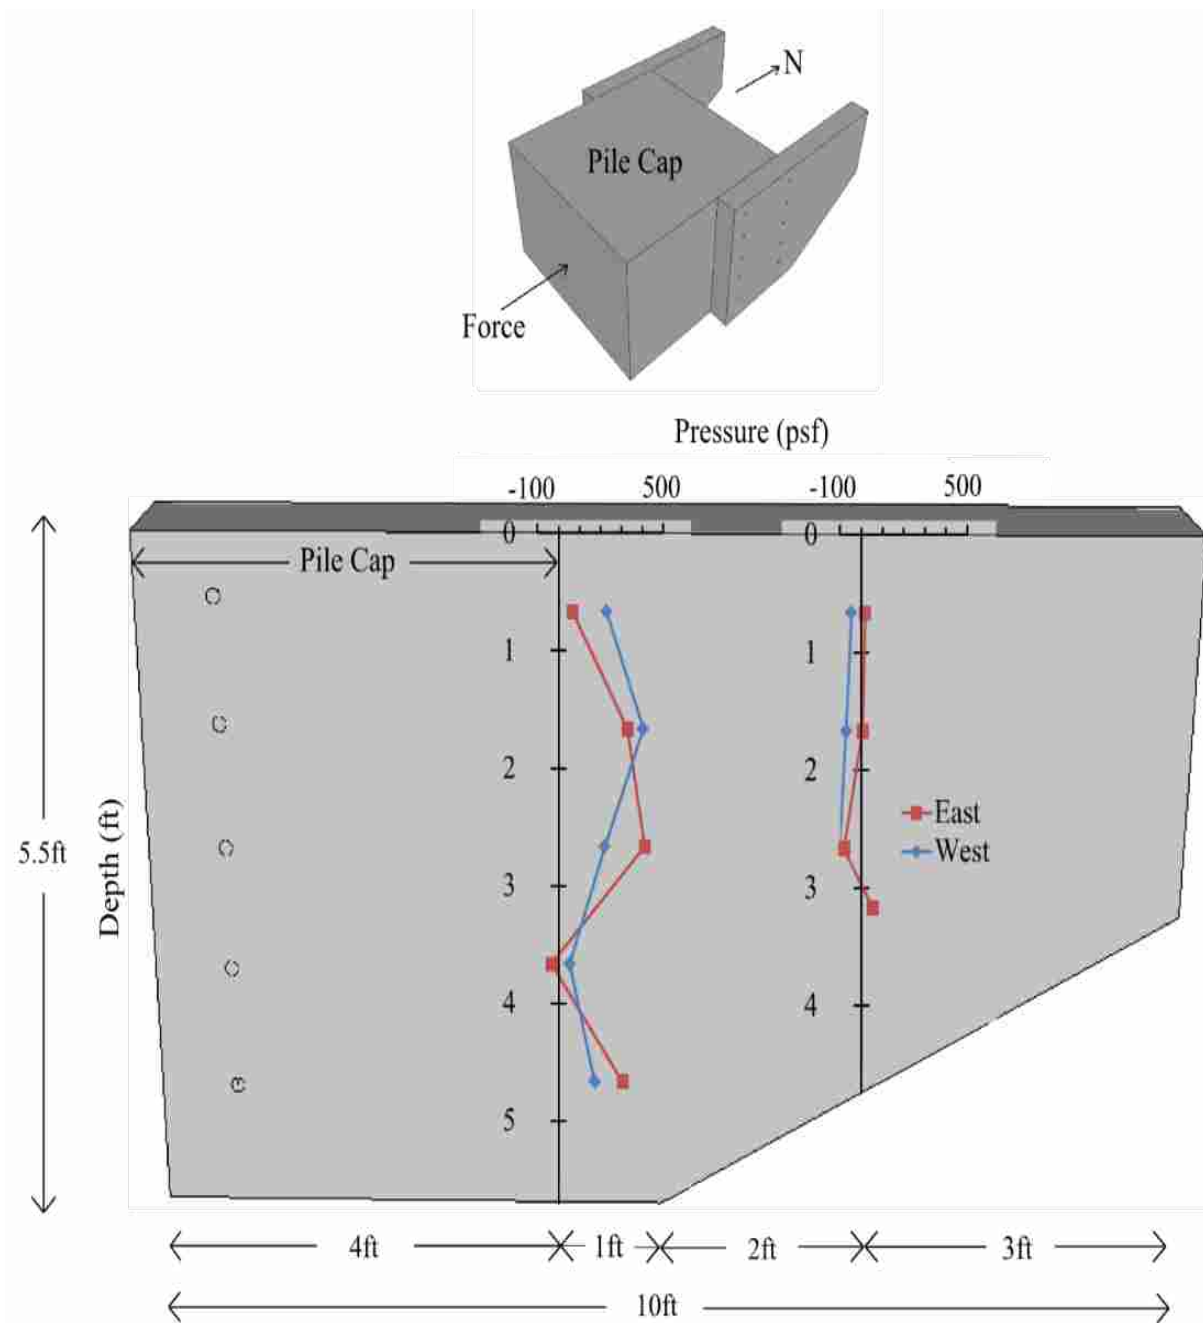 N
Pile Cap
Force
Pressure (psf)
-100 500 -100 500
0 0
Pile Cap
1 1
2 2
East
West
5.5ft
Depth (ft)
3 3
4 4
5
4ft 1ft 2ft 3ft
10ft